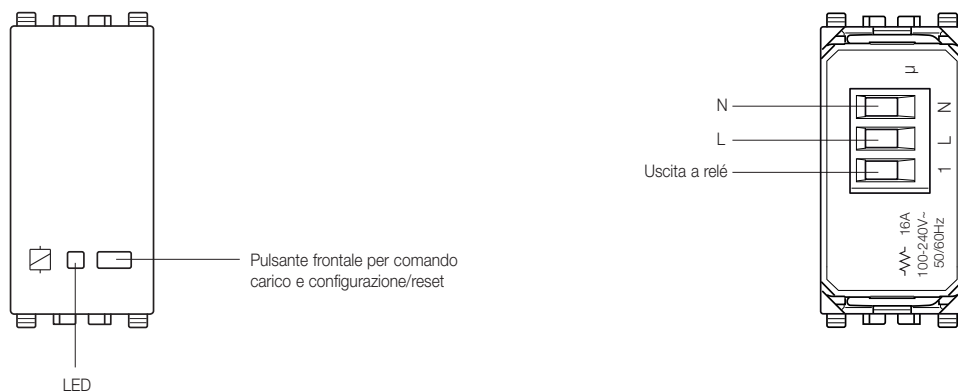 Pulsante frontale per comando
carico e configurazione/reset
LED
N
L
Uscita a relé
µ
N
L
1
16A
100-240V~
50/60Hz